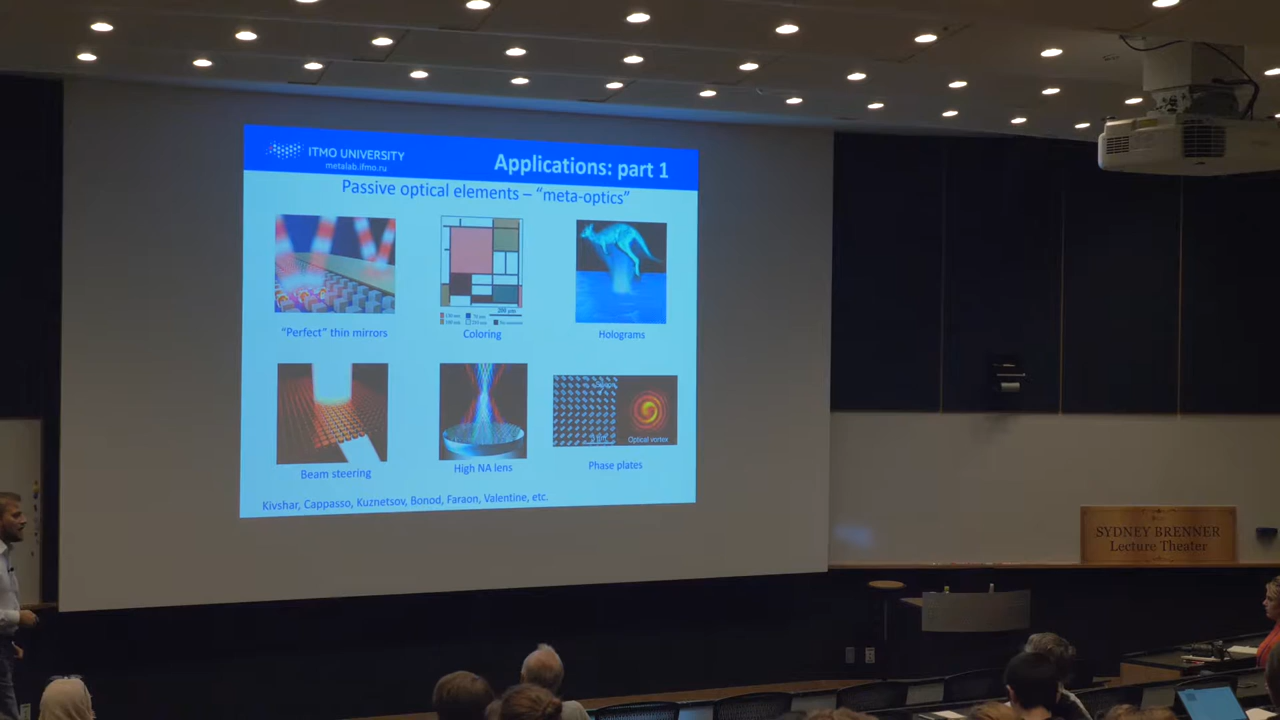 ITMO UNIVERSITY
metalab.ifmo.ru
Applications: part 1
Passive optical elements – “meta-optics”
“Perfect” thin mirrors
Coloring
Holograms
Beam steering
High NA lens
Optical vortex
Phase plates
Kivshar, Cappasso, Kuznetsov, Bonod, Faraon, Valentine, etc.
SYDNEY BRENNER
Lecture Theater